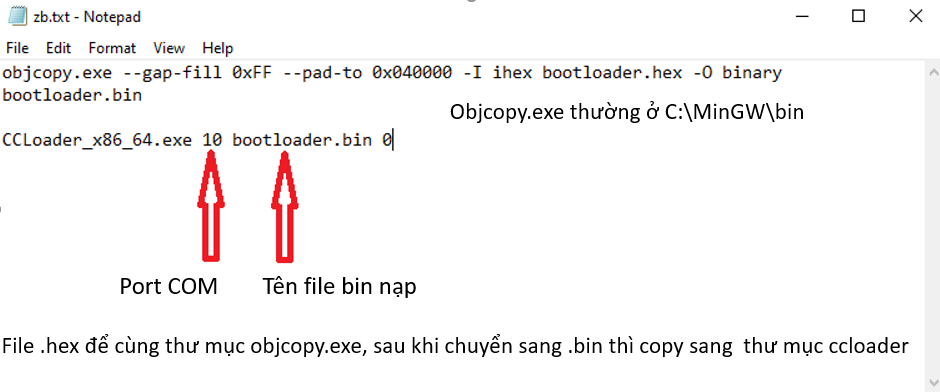 zb.txt - Notepad
File Edit Format View Help
objcopy.exe --gap-fill 0xFF --pad-to 0x040000 -I ihex bootloader.hex -O binary
bootloader.bin
Objcopy.exe thường ở C:\MinGW\bin
CCLoader_x86_64.exe 10 bootloader.bin 0
Port COM Tên file bin nạp
File .hex để cùng thư mục objcopy.exe, sau khi chuyển sang .bin thì copy sang thư mục ccloader